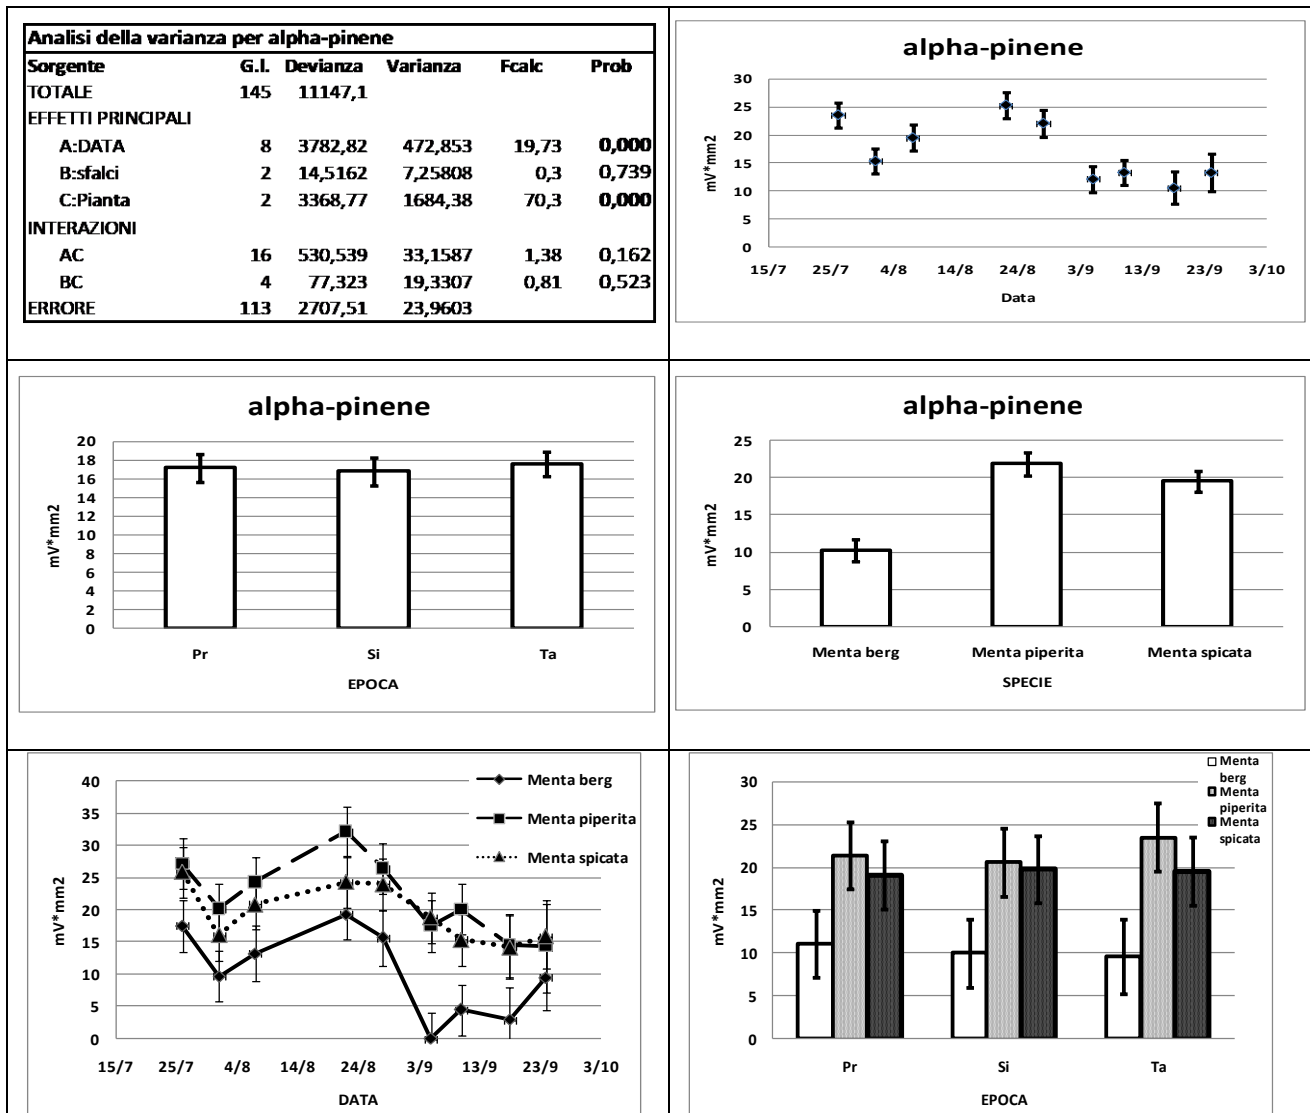 Analisi della varianza per alpha-pinene
Sorgente G.l. Devianza Varianza Fcalc Prob
TOTALE 145 11147,1
EFFETTI PRINCIPALI
A:DATA 8 3782,82 472,853 19,73 0,000
B:sfalci 2 14,5162 7,25808 0,3 0,739
C:Pianta 2 3368,77 1684,38 70,3 0,000
INTERAZIONI
AC 16 530,539 33,1587 1,38 0,162
BC 4 77,323 19,3307 0,81 0,523
ERRORE 113 2707,51 23,9603
alpha-pinene
mV*mm2
30
25
20
15
10
5
0
15/7 25/7 4/8 14/8 24/8 3/9 13/9 23/9 3/10
Data
alpha-pinene
mV*mm2
20
18
16
14
12
10
8
6
4
2
0
Pr Si Ta
EPOCA
alpha-pinene
mV*mm2
25
20
15
10
5
0
Menta berg Menta piperita Menta spicata
SPECIE
mV*mm2
40
35
30
25
20
15
10
5
0
15/7 25/7 4/8 14/8 24/8 3/9 13/9 23/9 3/10
DATA
Menta berg
Menta piperita
Menta spicata
mV*mm2
30
25
20
15
10
5
0
Pr Si Ta
EPOCA
Menta
berg
Menta
piperita
Menta
spicata